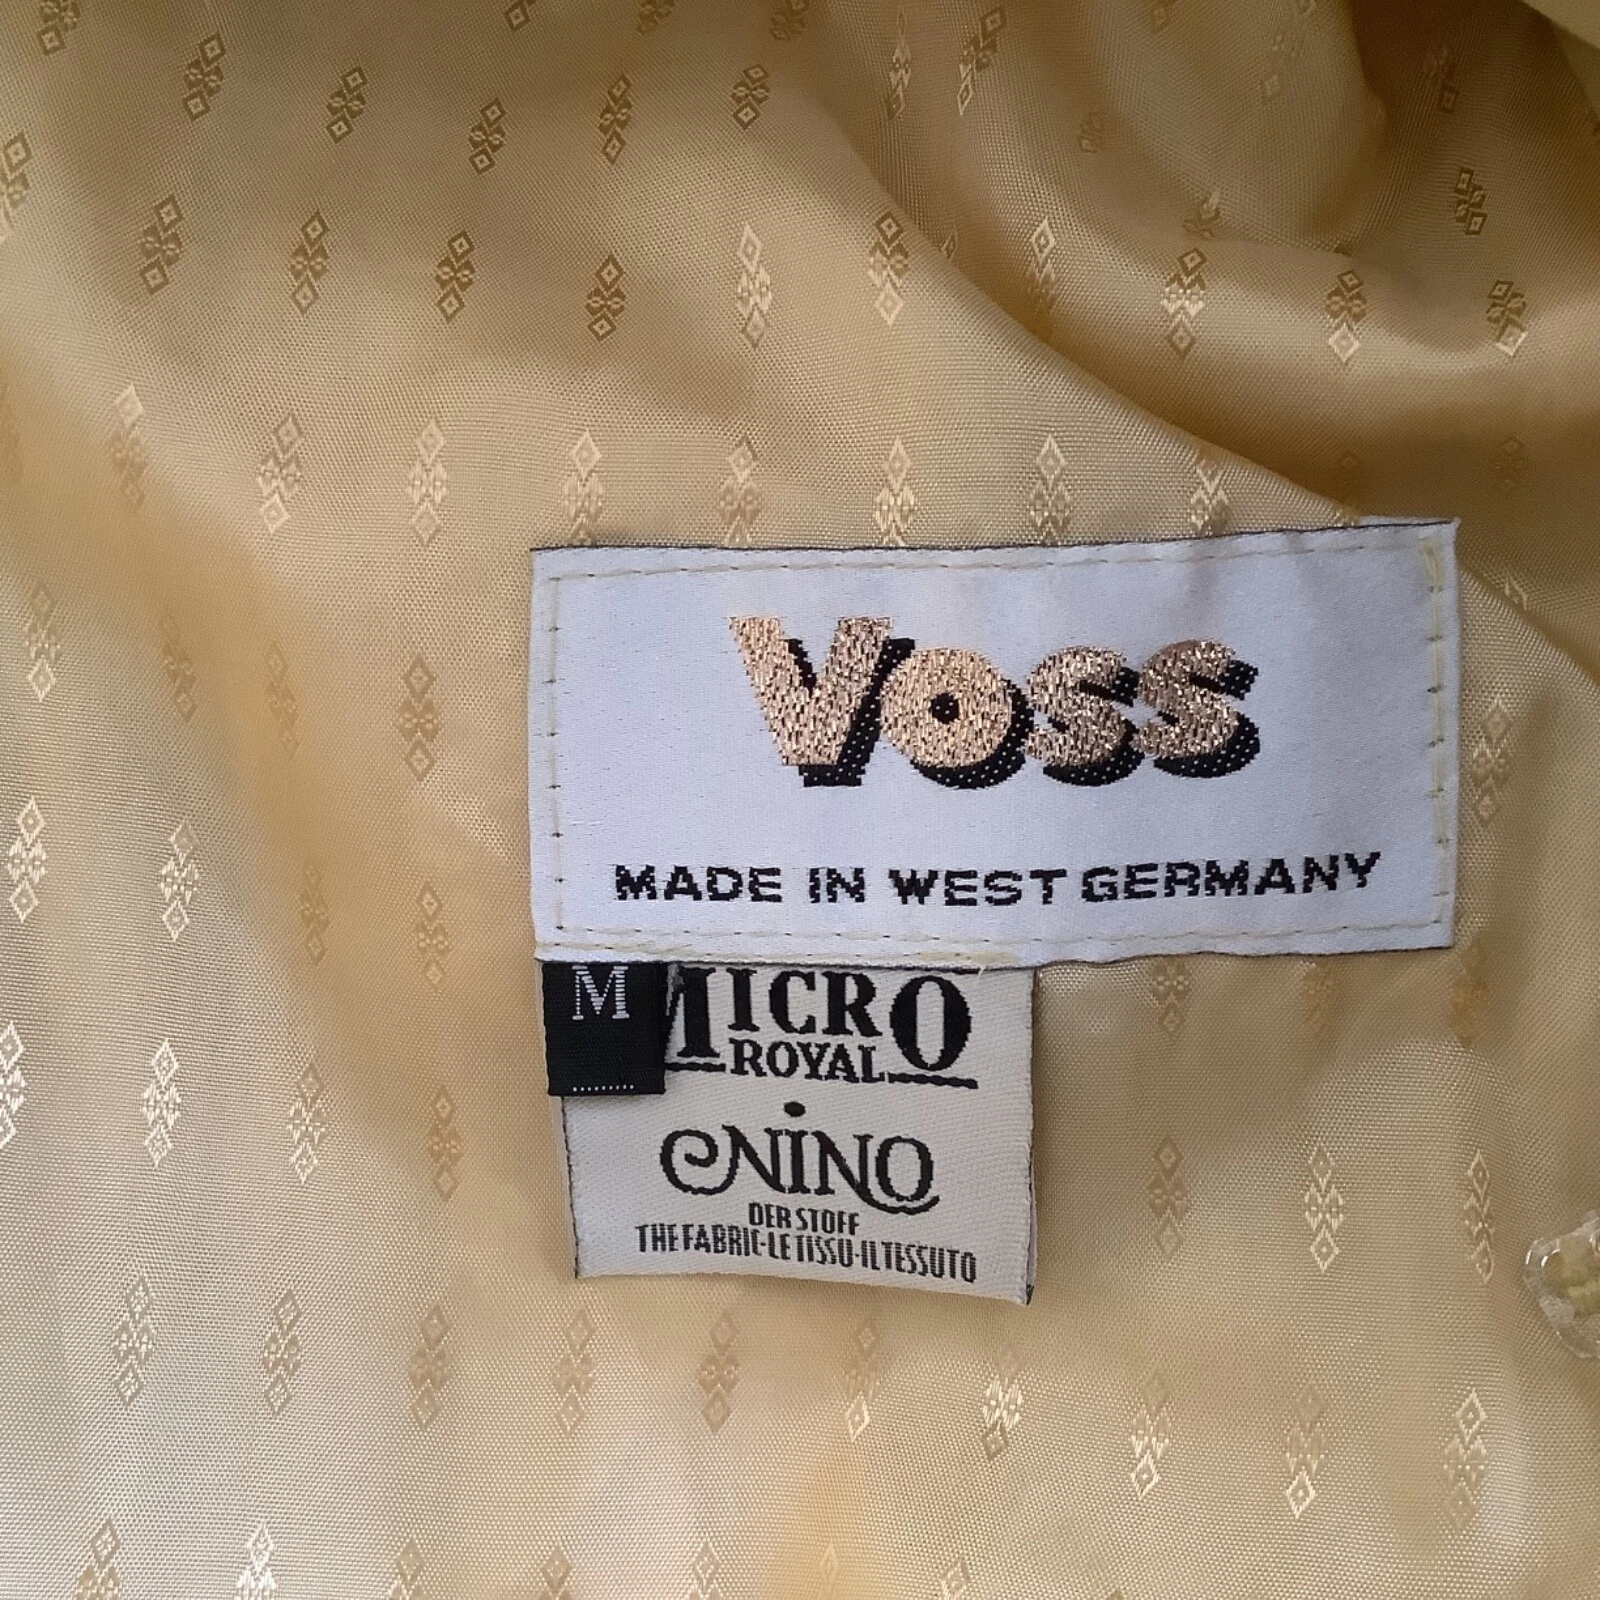 Voss
MADE IN WEST GERMANY
M
MICRO
ROYAL
NINO
DER STOFF
THE FABRIC-LE TISSU-IL TESSUTO